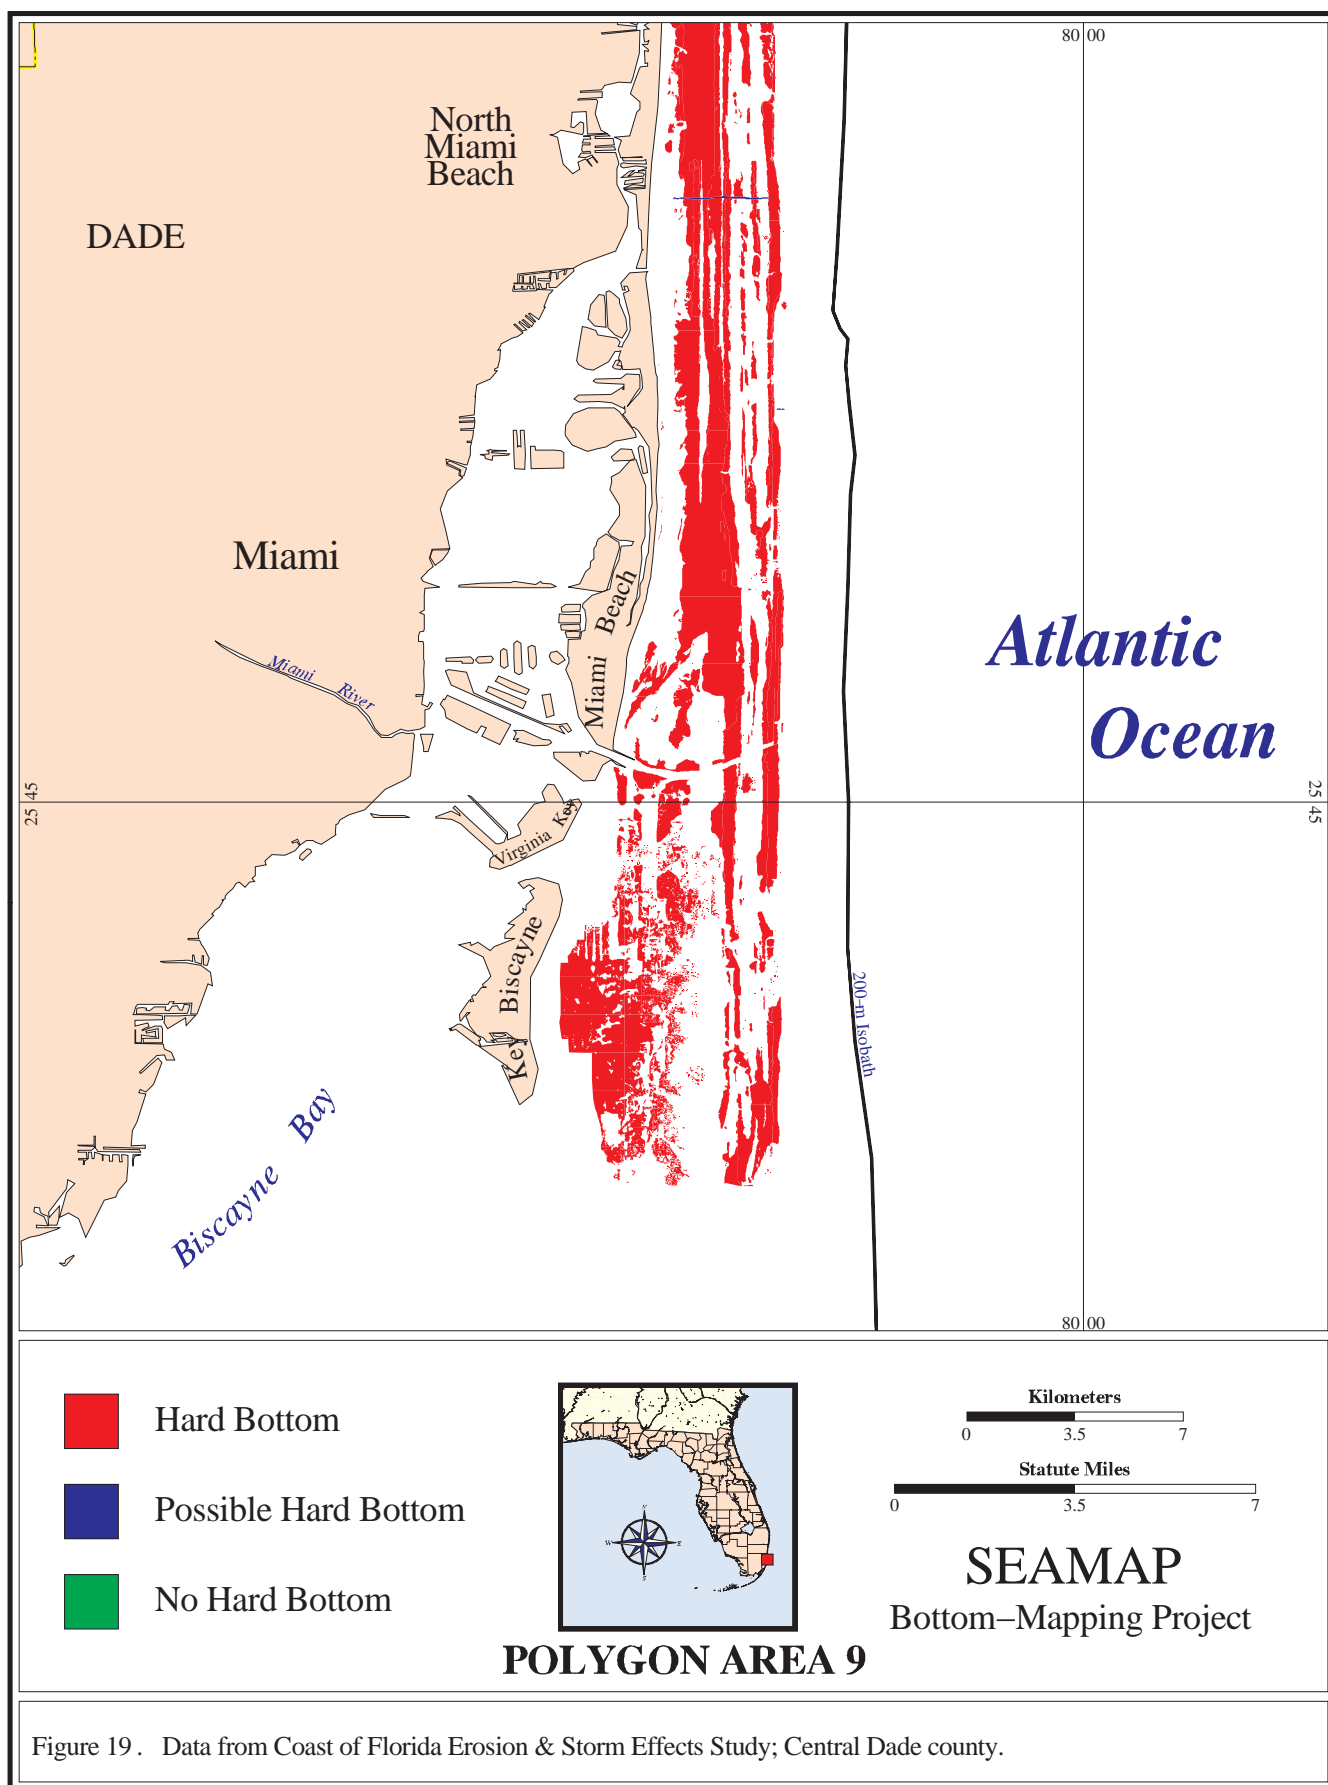 80 00
North
Miami
Beach
DADE
Miami
Miami Beach
Atlantic
Ocean
Miami River
25 45
25 45
Virginia Key
Key Biscayne
200-m Isobath
Biscayne Bay
80 00
Hard Bottom
Possible Hard Bottom
No Hard Bottom
N
W
E
S
POLYGON AREA 9
Kilometers
0 3.5 7
Statute Miles
0 3.5 7
SEAMAP
Bottom−Mapping Project
Figure 19 . Data from Coast of Florida Erosion & Storm Effects Study; Central Dade county.